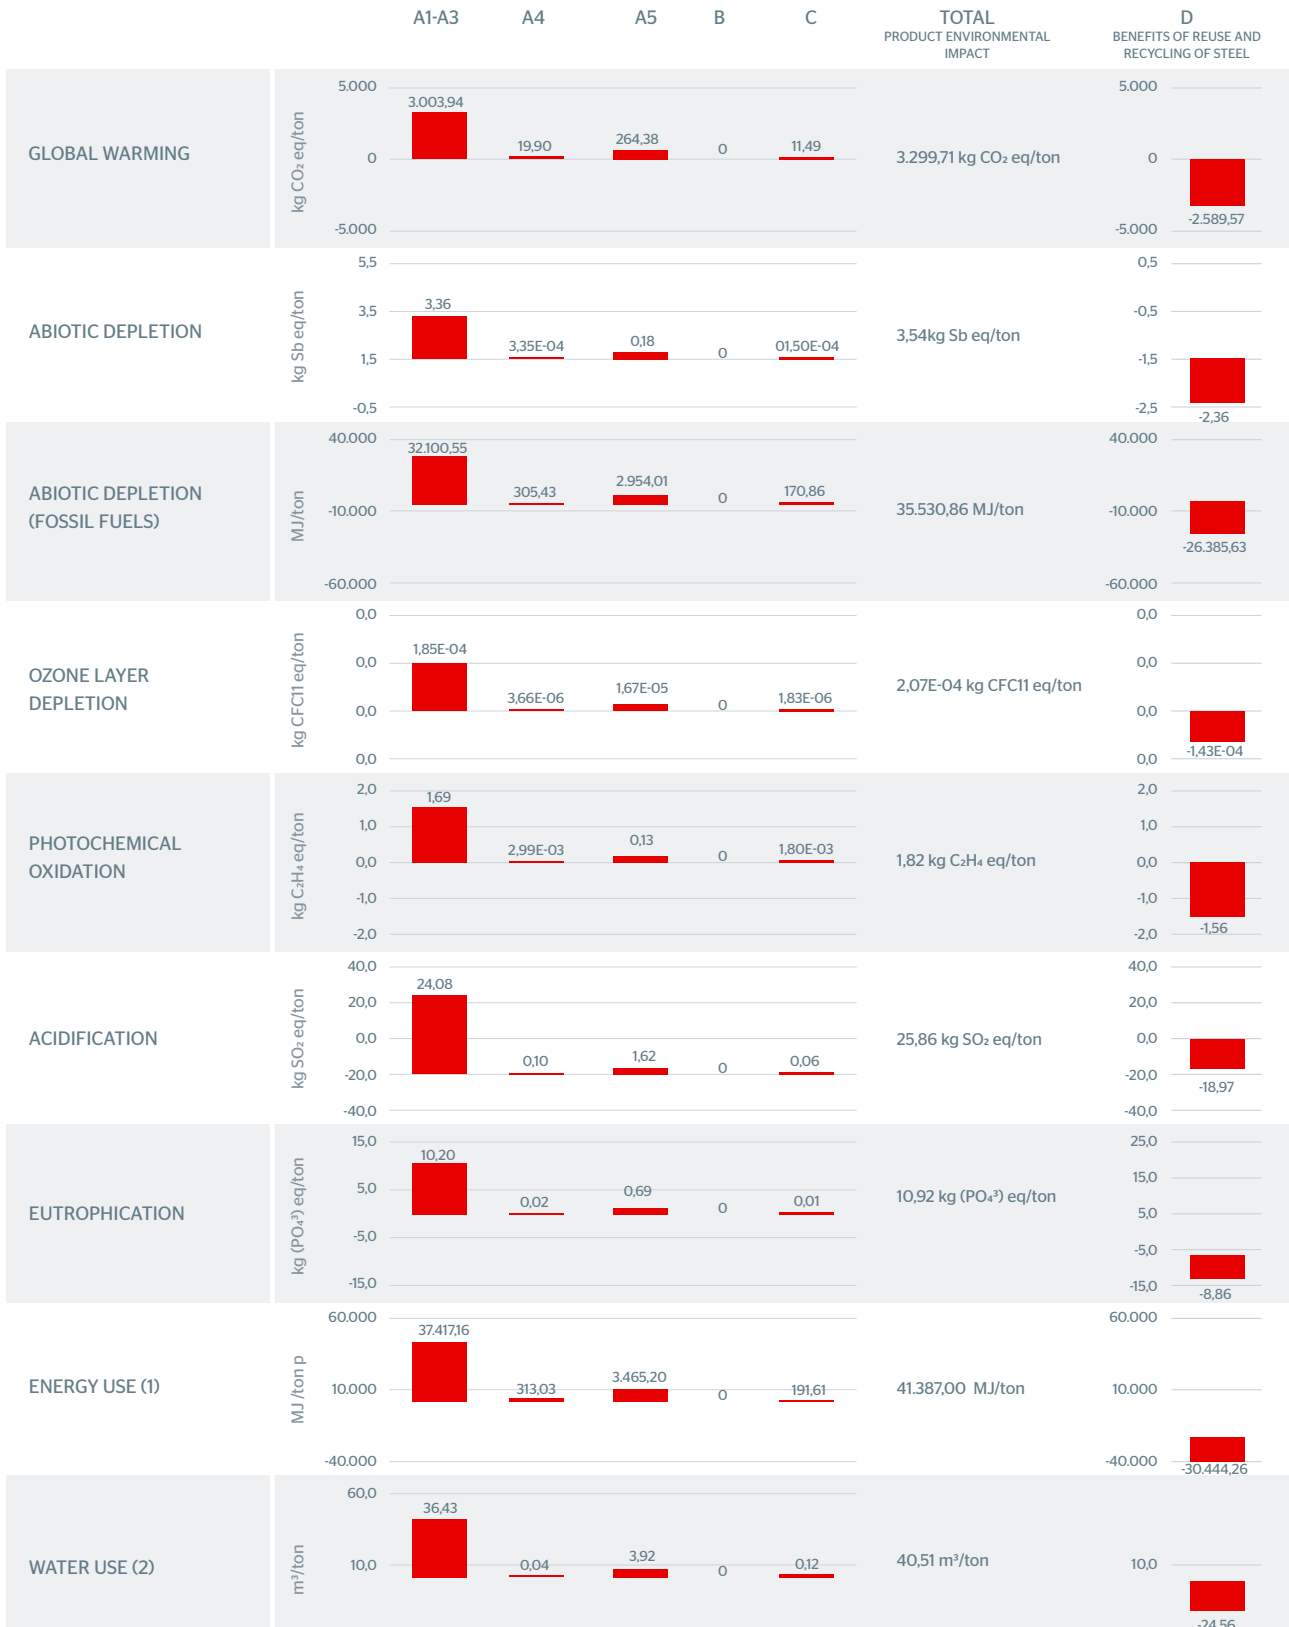 A1-A3 A4 A5 B C TOTAL D
PRODUCT ENVIRONMENTAL IMPACT
BENEFITS OF REUSE AND RECYCLING OF STEEL
GLOBAL WARMING
kg CO₂ eq/ton
5.000
0
-5.000
3.003,94 19,90 264,38 0 11,49
3.299,71 kg CO₂ eq/ton
5.000
0
-5.000
-2.589,57
ABIOTIC DEPLETION
kg Sb eq/ton
5,5
3,5
1,5
-0,5
3,36 3,35E-04 0,18 0 01,50E-04
3,54kg Sb eq/ton
0,5
-0,5
-1,5
-2,5
-2,36
ABIOTIC DEPLETION
(FOSSIL FUELS)
MJ/ton
40.000
-10.000
-60.000
32.100,55 305,43 2.954,01 0 170,86
35.530,86 MJ/ton
40.000
-10.000
-60.000
-26.385,63
OZONE LAYER
DEPLETION
kg CFC11 eq/ton
0,0
0,0
0,0
0,0
1,85E-04 3,66E-06 1,67E-05 0 1,83E-06
2,07E-04 kg CFC11 eq/ton
0,0
0,0
0,0
0,0
-1,43E-04
PHOTOCHEMICAL
OXIDATION
kg C₂H₄ eq/ton
2,0
1,0
0,0
-1,0
-2,0
1,69 2,99E-03 0,13 0 1,80E-03
1,82 kg C₂H₄ eq/ton
2,0
1,0
0,0
-1,0
-2,0
-1,56
ACIDIFICATION
kg SO₂ eq/ton
40,0
20,0
0,0
-20,0
-40,0
24,08 0,10 1,62 0 0,06
25,86 kg SO₂ eq/ton
40,0
20,0
0,0
-20,0
-40,0
-18,97
EUTROPHICATION
kg (PO₄³) eq/ton
15,0
5,0
-5,0
-15,0
10,20 0,02 0,69 0 0,01
10,92 kg (PO₄³) eq/ton
25,0
15,0
5,0
-5,0
-15,0
-8,86
ENERGY USE (1)
MJ /ton p
60.000
10.000
-40.000
37.417,16 313,03 3.465,20 0 191,61
41.387,00 MJ/ton
60.000
10.000
-40.000
-30.444,26
WATER USE (2)
m³/ton
60,0
10,0
36,43 0,04 3,92 0 0,12
40,51 m³/ton
10,0
-24,56